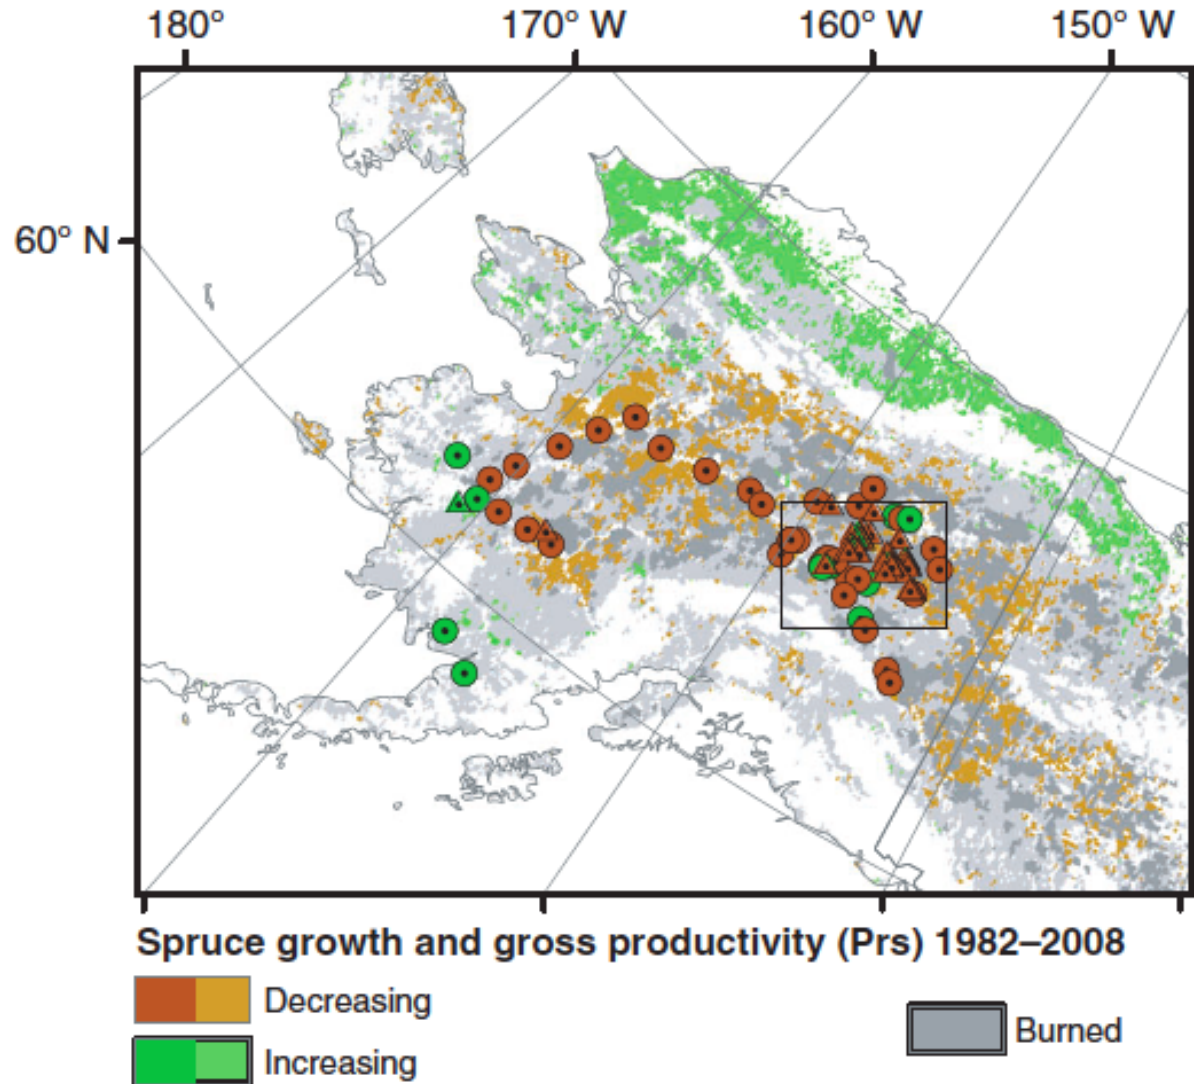 180° 170° W 160° W 150° W
60° N
Spruce growth and gross productivity (Prs) 1982–2008
Decreasing
Burned
Increasing